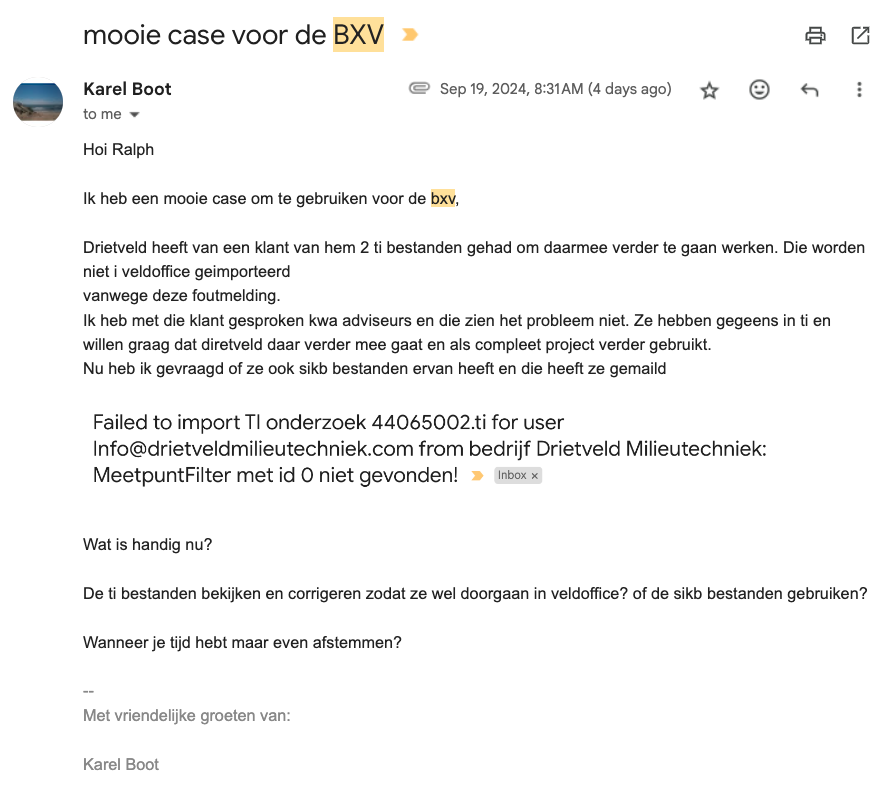 mooie case voor de BXV
Karel Boot
Sep 19, 2024, 8:31 AM (4 days ago)
to me
Hoi Ralph
Ik heb een mooie case om te gebruiken voor de bxv,
Drietveld heeft van een klant van hem 2 ti bestanden gehad om daarmee verder te gaan werken. Die worden
niet i veldoffice geimporteerd
vanwege deze foutmelding.
Ik heb met die klant gesproken kwa adviseurs en die zien het probleem niet. Ze hebben gegeens in ti en
willen graag dat diretveld daar verder mee gaat en als compleet project verder gebruikt.
Nu heb ik gevraagd of ze ook sikb bestanden ervan heeft en die heeft ze gemaild
Failed to import TI onderzoek 44065002.ti for user
Info@drietveldmilieutechniek.com from bedrijf Drietveld Milieutechniek:
MeetpuntFilter met id 0 niet gevonden! Inbox ×
Wat is handig nu?
De ti bestanden bekijken en corrigeren zodat ze wel doorgaan in veldoffice? of de sikb bestanden gebruiken?
Wanneer je tijd hebt maar even afstemmen?
--
Met vriendelijke groeten van:
Karel Boot